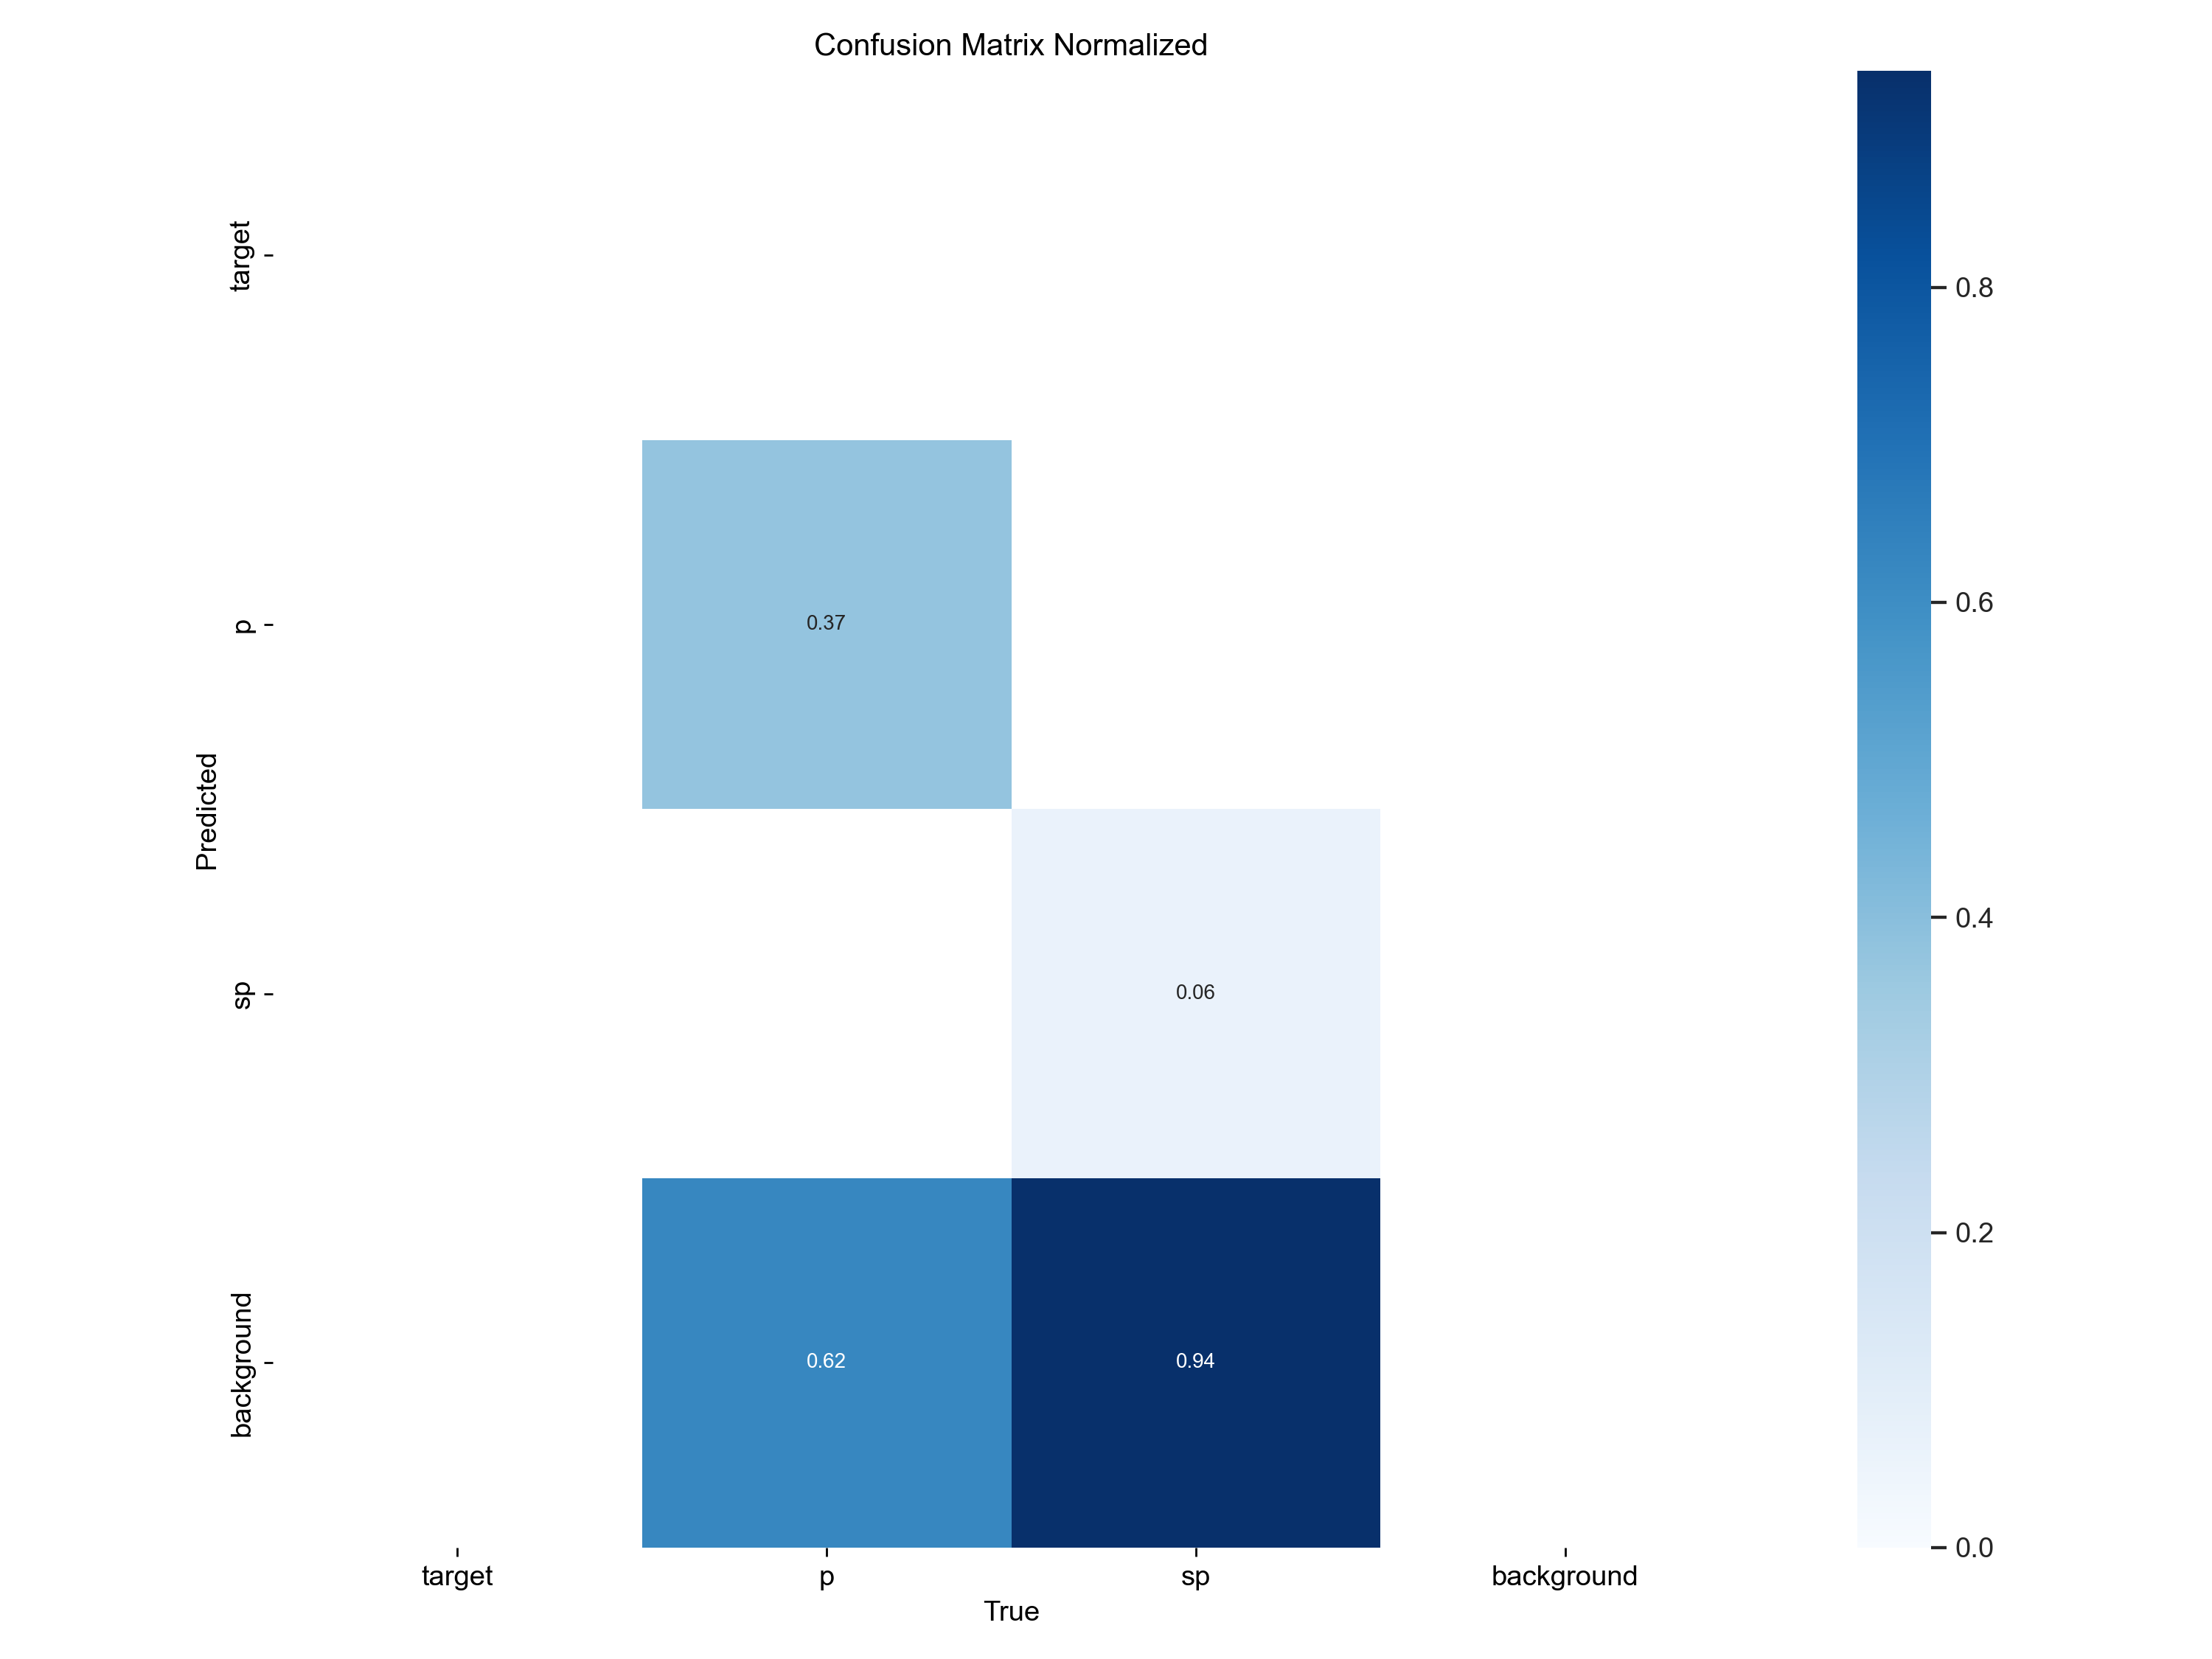 Confusion Matrix Normalized
target
p
sp
background
Predicted
0.37
0.06
0.62
0.94
target
p
sp
background
True
0.8
0.6
0.4
0.2
0.0